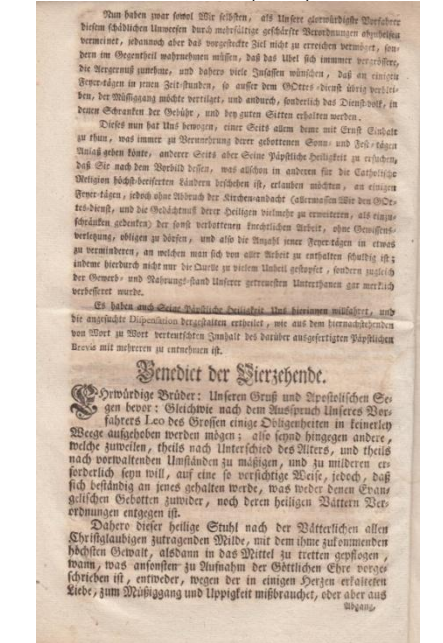 Nun haben zwar sowol Wir selbsten, als Unsere glorwürdigste Vorfahrer
diesem schädlichen Unwesen durch mehrfältige geschärfte Verordnungen abzuhelfen
vermeinet, jedannoch aber das vorgesteckte Ziel nicht zu erreichen vermöget, son-
dern im Gegentheil wahrnehmen müssen, daß das Übel sich immer vergrössere,
die Aergernuß zunehme, und dahero viele Insassen wünschen, daß an einigen
Feyer-tägen in jenen Zeit-stunden, so ausser dem GOttes-dienst übrig verblei-
ben, der Müßiggang möchte vertilget, und andurch, sonderlich das Dienst-volk, in
denen Schranken der Gebühr, und bey guten Sitten erhalten werden.
Dieses nun hat Uns bewogen, einer Seits allem deme mit Ernst Einhalt
zu thun, was immer zu Verunehrung derer gebottenen Sonn- und Fest-tägen
Anlaß geben könte, anderer Seits aber Seine Päpstliche Heiligkeit zu ersuchen,
daß Sie nach dem Vorbild dessen, was allschon in anderen für die Catholische
Religion höchst-beeiferten Ländern beschehen ist, erlauben möchten, an einigen
Feyer-tägen, jedoch ohne Abbruch der Kirchen-andacht (allermassen Wir den GOt-
tes-dienst, und die Gedächtnuß derer Heiligen vielmehr zu erweiteren, als einzu-
schränken gedenken) der sonst verbottenen knechtlichen Arbeit, ohne Gewissens-
verletzung, obligen zu dörfen, und also die Anzahl jener Feyer-tägen in etwas
zu verminderen, an welchen man sich von aller Arbeit zu enthalten schuldig ist;
indeme hierdurch nicht nur die Quelle zu vielem Unheil gestopfet, sondern zugleich
der Gewerb- und Nahrungs-stand Unserer getreuesten Unterthanen gar merklich
verbesseret wurde.
Es haben auch Seine Päpstliche Heiligkeit Uns hierinnen willfahret, und
die angesuchte Dispensation dergestalten ertheilet, wie aus dem hiernachstehenden
von Wort zu Wort verteutschten Innhalt des darüber ausgefertigten Päpstlichen
Brevis mit mehreren zu entnehmen ist.
Benedict der Vierzehende.
EHrwürdige Brüder: Unseren Gruß und Apostolischen Se-
gen bevor: Gleichwie nach dem Ausspruch Unseres Vor-
fahrers Leo des Grossen einige Obligenheiten in keinerley
Weege aufgehoben werden mögen; also seynd hingegen andere,
welche zuweilen, theils nach Unterschied des Alters, und theils
nach vorwaltenden Umständen zu mäßigen, und zu milderen er-
forderlich seyn will, auf eine so vorsichtige Weise, jedoch, daß
sich beständig an jenes gehalten werde, was weder denen Evan-
gelischen Gebotten zuwider, noch deren heiligen Vättern Ver-
ordnungen entgegen ist.
Dahero dieser heilige Stuhl nach der Vätterlichen allen
Christglaubigen zutragenden Milde, mit dem ihme zukommenden
höchsten Gewalt, alsdann in das Mittel zu tretten gepflogen,
wann, was ansonsten zu Aufnahm der Göttlichen Ehre vorge-
schrieben ist, entweder, wegen der in einigen Herzen erkalteten
Liebe, zum Müßiggang und Uppigkeit mißbrauchet, oder aber aus
Abgang,